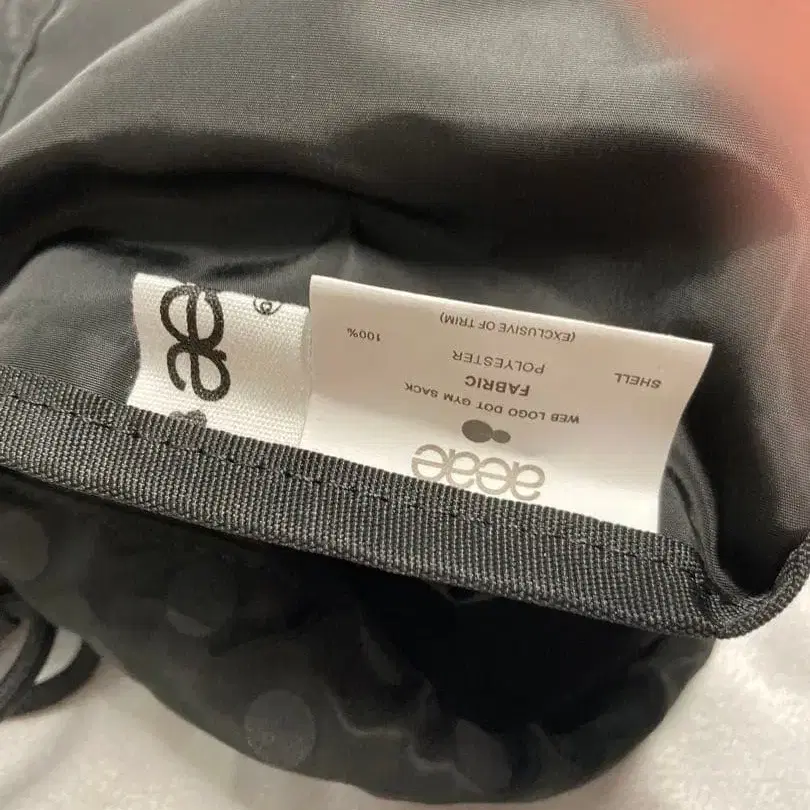 æ
®
aeae
WEB LOGO DOT GYM SACK
FABRIC
POLYESTER
SHELL 100%
(EXCLUSIVE OF TRIM)